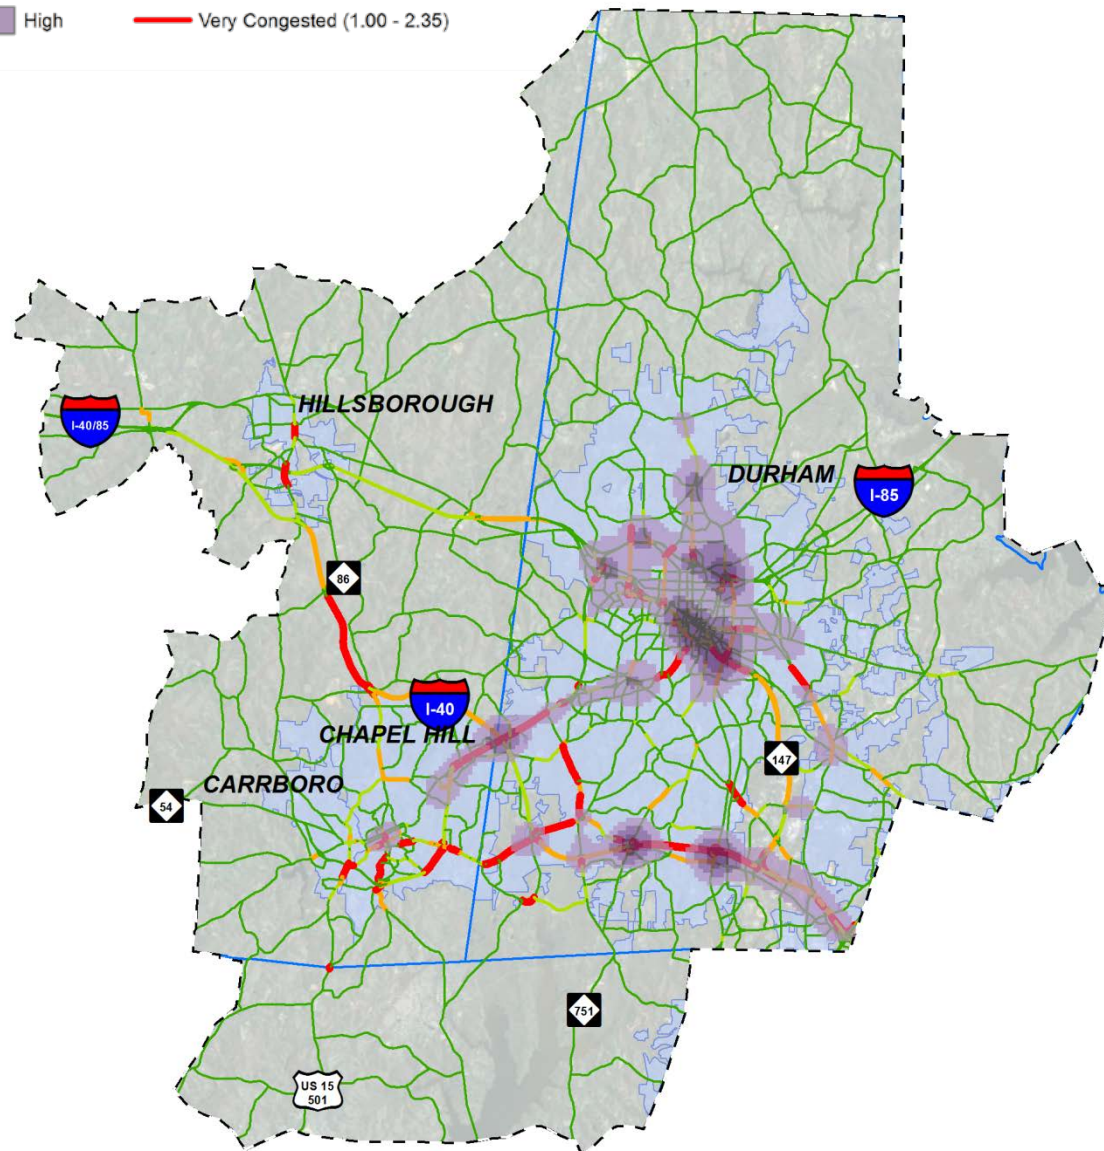 High
Very Congested (1.00 - 2.35)
HILLSBOROUGH
I-40/85
DURHAM
I-85
86
I-40
CHAPEL HILL
147
CARRBORO
54
751
US 15
501